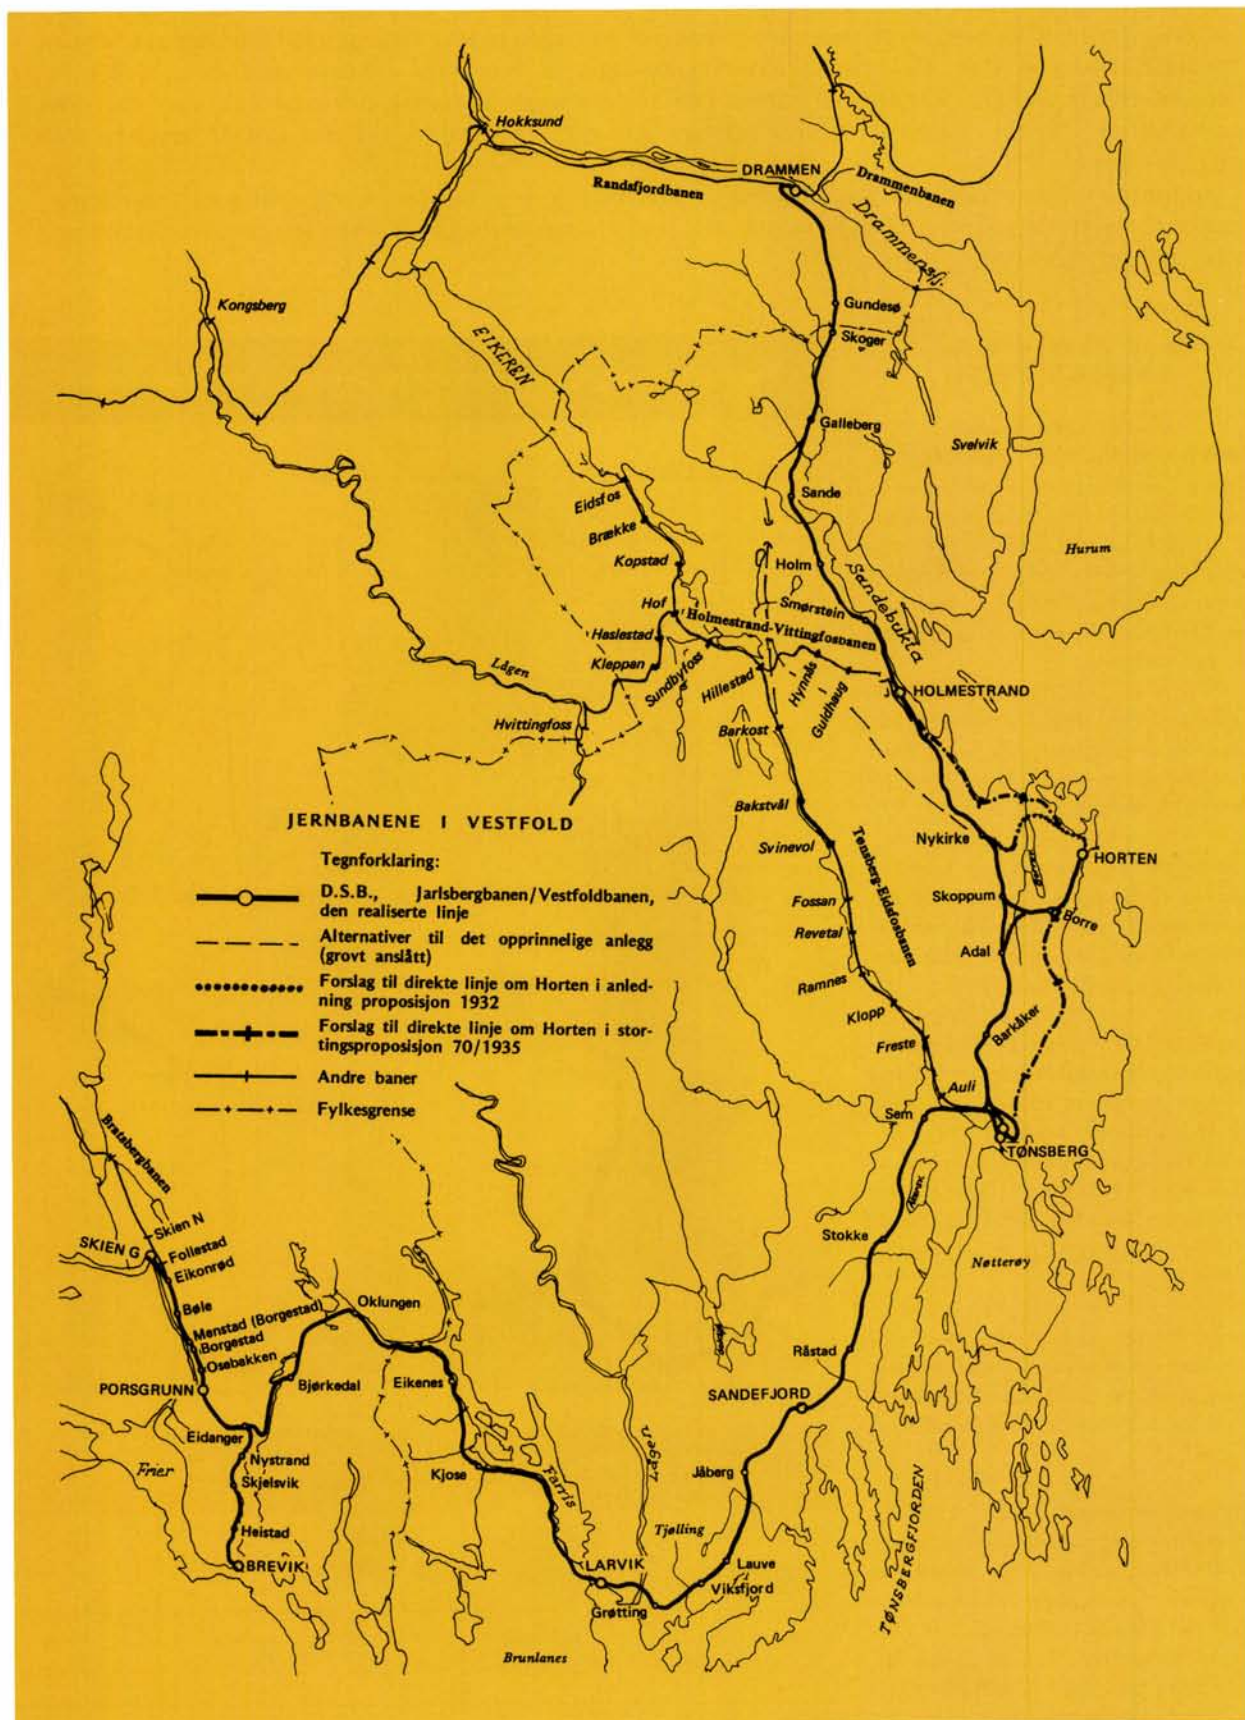 Hokksund
DRAMMEN
Randsfjordbanen
Drammenbanen
Drammensfj.
Kongsberg
EIKEREN
Gundesø
Skoger
Galleberg
Svelvik
Sande
Eidsfos
Brække
Hurum
Kopstad
Holm
Sandebukta
Smørstein
Hof
Holmestrand-Vittingfosbanen
Haslestad
Kleppan
Sundbyfoss
Hillestad
Hynnås
Guldhaug
HOLMESTRAND
Lågen
Hvittingfoss
Barkost
Bakstvål
Svinevol
Nykirke
HORTEN
JERNBANENE I VESTFOLD
Tegnforklaring:
D.S.B., Jarlsbergbanen/Vestfoldbanen,
den realiserte linje
Alternativer til det opprinnelige anlegg
(grovt anslått)
Forslag til direkte linje om Horten i anled-
ning proposisjon 1932
Forslag til direkte linje om Horten i stor-
tingsproposisjon 70/1935
Andre baner
Fylkesgrense
Tønsberg-Eidsfosbanen
Fossan
Revetal
Ramnes
Klopp
Freste
Auli
Skoppum
Borre
Adal
Barkåker
Sem
TØNSBERG
Stokke
Nøtterøy
Bratsbergbanen
Skien N
SKIEN G
Follestad
Eikonrød
Bøle
Menstad (Borgestad)
Borgestad
Osebakken
PORSGRUNN
Oklungen
Bjørkedal
Eikenes
Eidanger
Nystrand
Frier
Skjelsvik
Heistad
BREVIK
Kjose
Farris
Lågen
Råstad
SANDEFJORD
Jåberg
Tjølling
LARVIK
Lauve
Viksfjord
Grøtting
Brunlanes
TØNSBERGFJORDEN